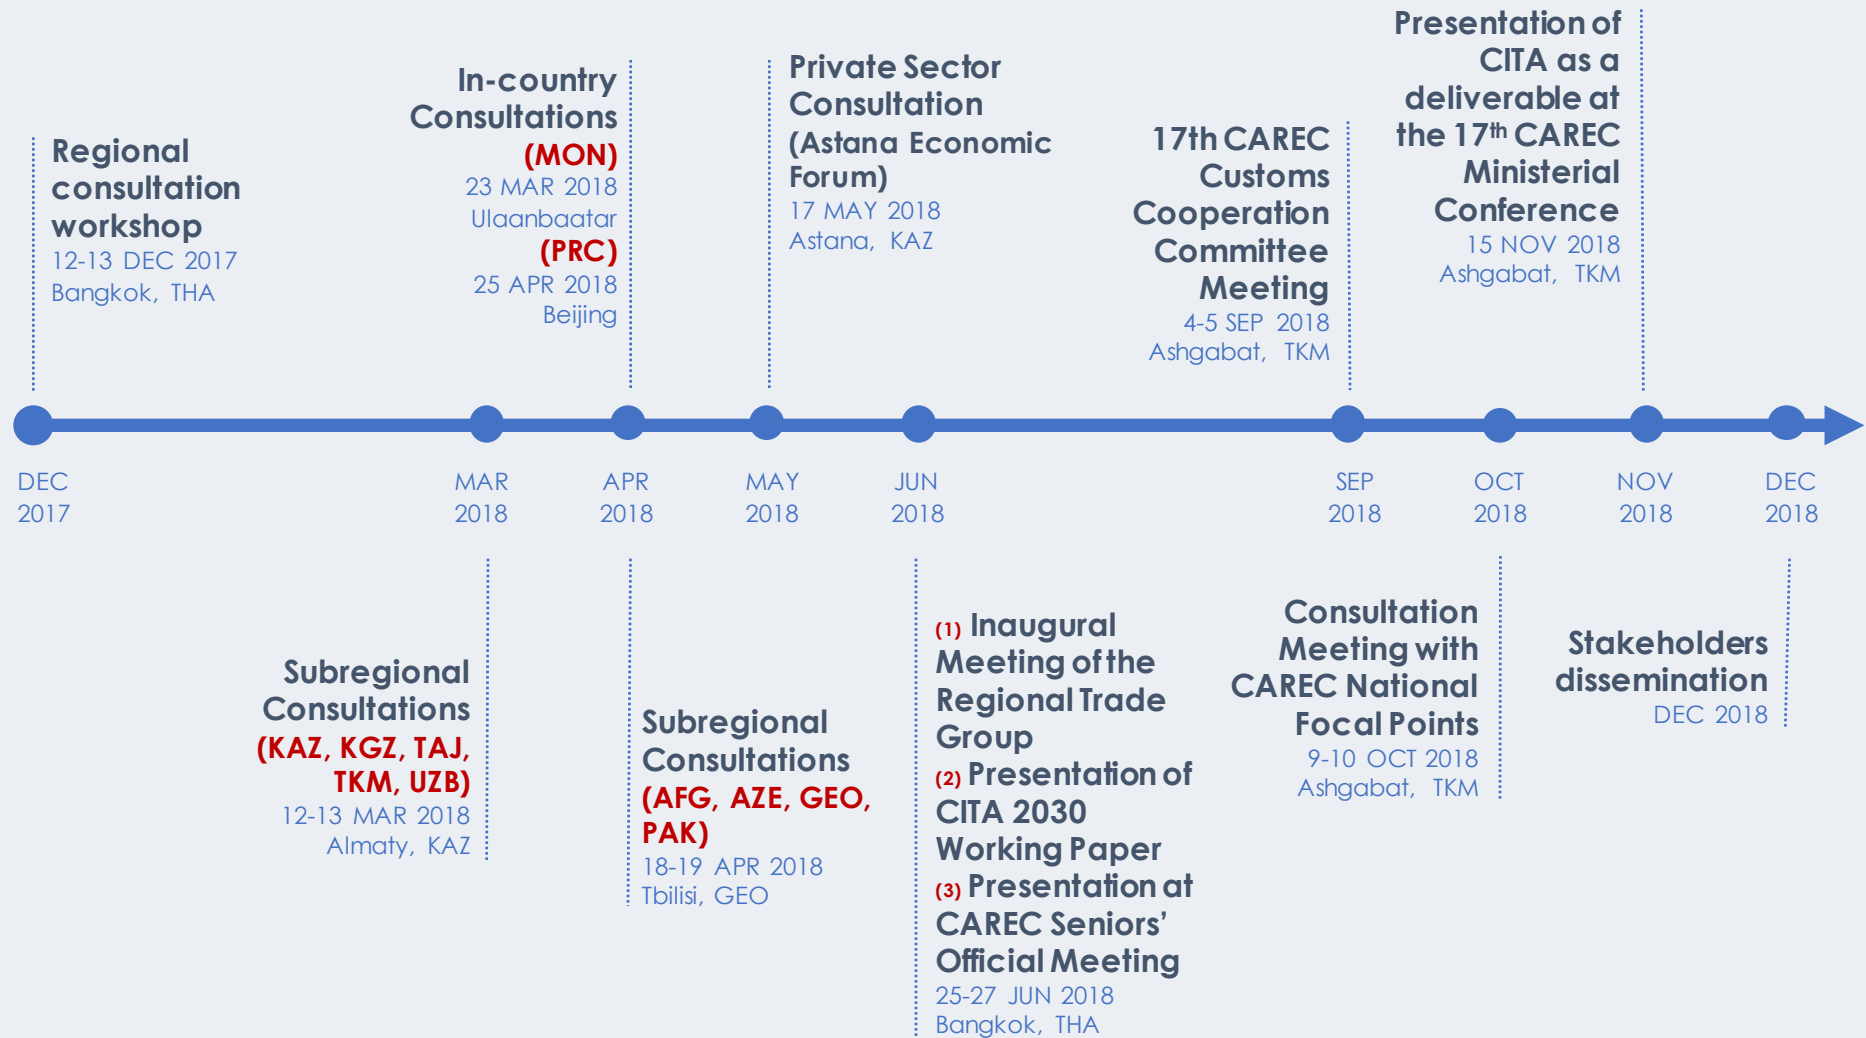 Regional
consultation
workshop
12-13 DEC 2017
Bangkok, THA
In-country
Consultations
(MON)
23 MAR 2018
Ulaanbaatar
(PRC)
25 APR 2018
Beijing
Private Sector
Consultation
(Astana Economic
Forum)
17 MAY 2018
Astana, KAZ
17th CAREC
Customs
Cooperation
Committee
Meeting
4-5 SEP 2018
Ashgabat, TKM
Presentation of
CITA as a
deliverable at
the 17th CAREC
Ministerial
Conference
15 NOV 2018
Ashgabat, TKM
DEC
2017
MAR
2018
APR
2018
MAY
2018
JUN
2018
SEP
2018
OCT
2018
NOV
2018
DEC
2018
Subregional
Consultations
(KAZ, KGZ, TAJ,
TKM, UZB)
12-13 MAR 2018
Almaty, KAZ
Subregional
Consultations
(AFG, AZE, GEO,
PAK)
18-19 APR 2018
Tbilisi, GEO
(1) Inaugural
Meeting of the
Regional Trade
Group
(2) Presentation of
CITA 2030
Working Paper
(3) Presentation at
CAREC Seniors’
Official Meeting
25-27 JUN 2018
Bangkok, THA
Consultation
Meeting with
CAREC National
Focal Points
9-10 OCT 2018
Ashgabat, TKM
Stakeholders
dissemination
DEC 2018